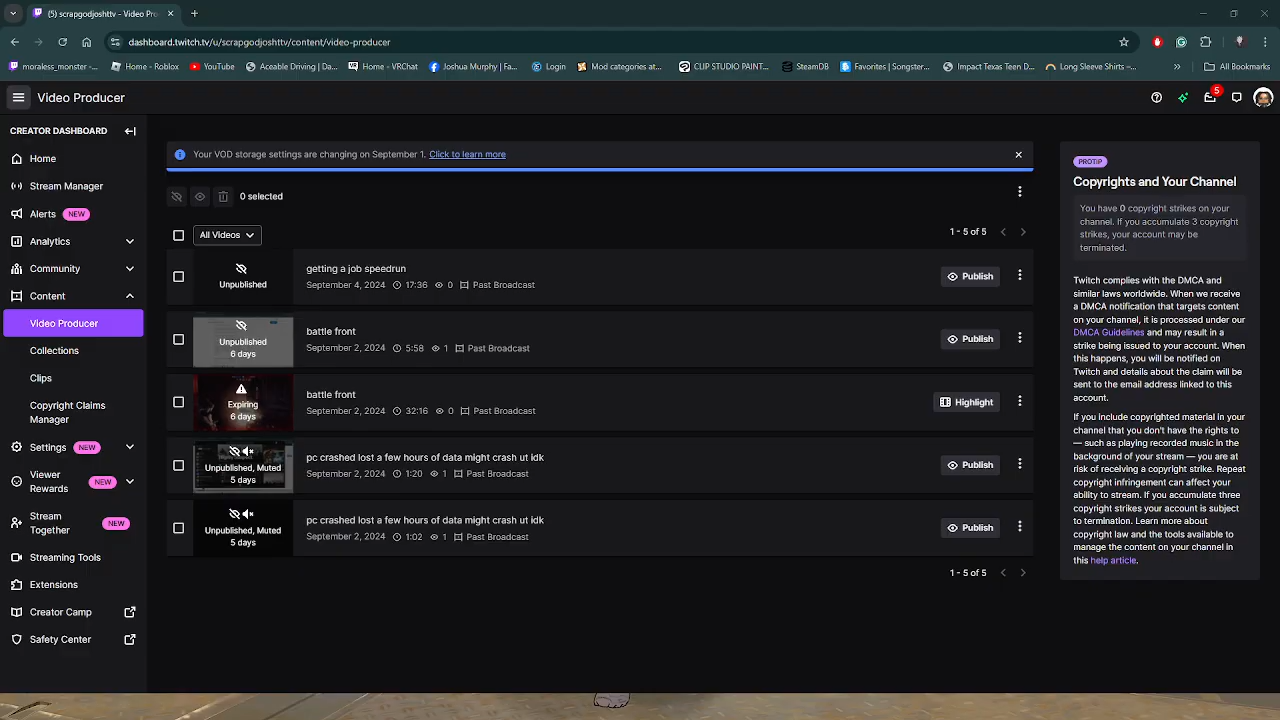 (5) scrapgodjoshttv - Video Pro
dashboard.twitch.tv/u/scrapgodjoshttv/content/video-producer
morales_monster -
Home - Roblox
YouTube
Aceable Driving | Da...
Home - VRChat
Joshua Murphy | Fa...
Login
Mod categories at...
CLIP STUDIO PAINT...
SteamDB
Favorites | Songster...
Impact Texas Teen D...
Long Sleeve Shirts –...
»
All Bookmarks
Video Producer
5
CREATOR DASHBOARD
Home
Stream Manager
Alerts NEW
Analytics
Community
Content
Video Producer
Collections
Clips
Copyright Claims
Manager
Settings NEW
Viewer
Rewards
NEW
Stream
Together
NEW
Streaming Tools
Extensions
Creator Camp
Safety Center
Your VOD storage settings are changing on September 1. Click to learn more
0 selected
All Videos
1 - 5 of 5
Unpublished
getting a job speedrun
September 4, 2024 17:36 0 Past Broadcast
Publish
Unpublished
6 days
battle front
September 2, 2024 5:58 1 Past Broadcast
Publish
Expiring
6 days
battle front
September 2, 2024 32:16 0 Past Broadcast
Highlight
Unpublished, Muted
5 days
pc crashed lost a few hours of data might crash ut idk
September 2, 2024 1:20 1 Past Broadcast
Publish
Unpublished, Muted
5 days
pc crashed lost a few hours of data might crash ut idk
September 2, 2024 1:02 1 Past Broadcast
Publish
1 - 5 of 5
PROTIP
Copyrights and Your Channel
You have 0 copyright strikes on your
channel. If you accumulate 3 copyright
strikes, your account may be
terminated.
Twitch complies with the DMCA and
similar laws worldwide. When we receive
a DMCA notification that targets content
on your channel, it is processed under our
DMCA Guidelines and may result in a
strike being issued to your account. When
this happens, you will be notified on
Twitch and details about the claim will be
sent to the email address linked to this
account.
If you include copyrighted material in your
channel that you don't have the rights to
— such as playing recorded music in the
background of your stream — you are at
risk of receiving a copyright strike. Repeat
copyright infringement can affect your
ability to stream. If you accumulate three
copyright strikes your account is subject
to termination. Learn more about
copyright law and the tools available to
manage the content on your channel in
this help article.